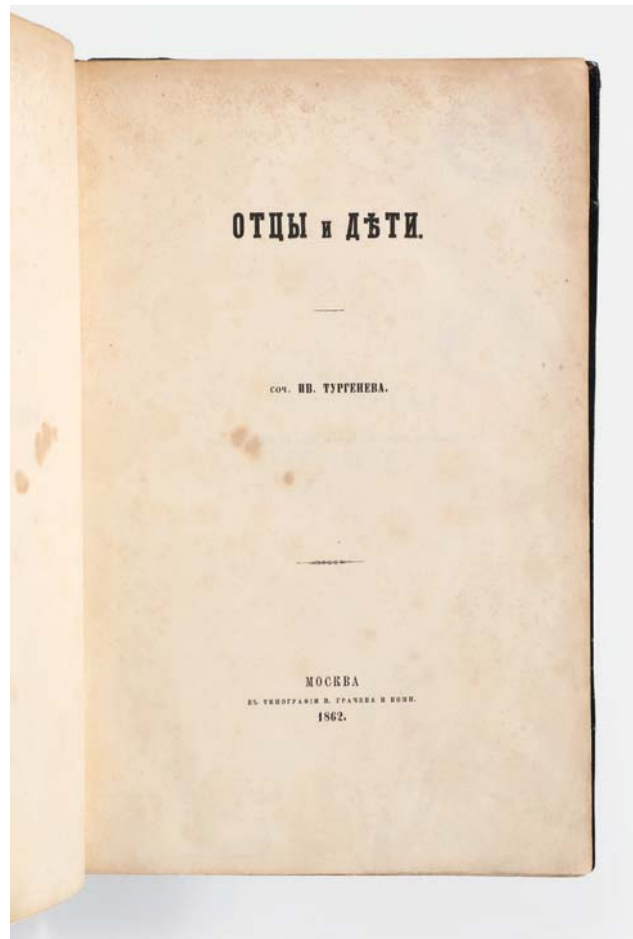 ОТЦЫ и ДѢТИ.
соч. ИВ. ТУРГЕНЕВА.
МОСКВА
ВЪ ТИПОГРАФІИ В. ГРАЧЕВА И КОМП.
1862.